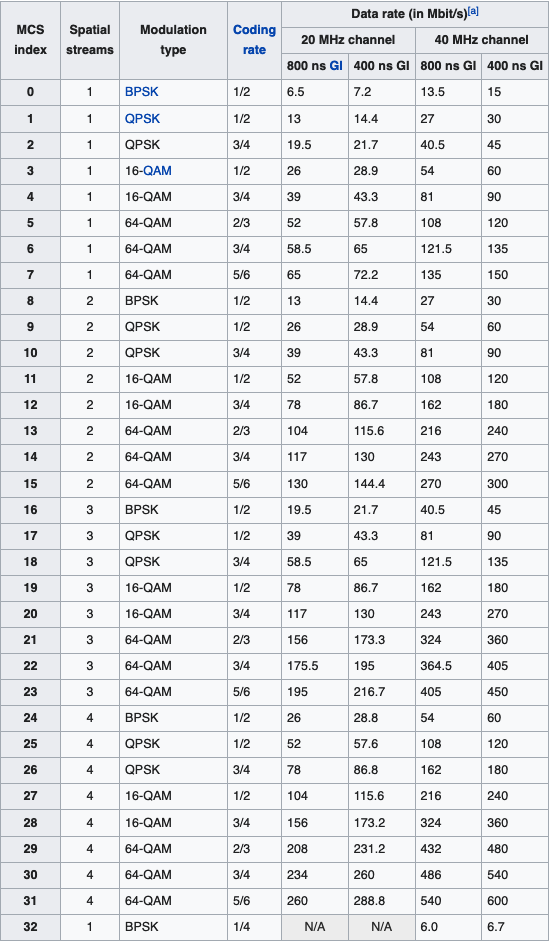 MCS index Spatial streams Modulation type Coding rate Data rate (in Mbit/s)[a]
20 MHz channel 40 MHz channel
800 ns GI 400 ns GI 800 ns GI 400 ns GI
0 1 BPSK 1/2 6.5 7.2 13.5 15
1 1 QPSK 1/2 13 14.4 27 30
2 1 QPSK 3/4 19.5 21.7 40.5 45
3 1 16-QAM 1/2 26 28.9 54 60
4 1 16-QAM 3/4 39 43.3 81 90
5 1 64-QAM 2/3 52 57.8 108 120
6 1 64-QAM 3/4 58.5 65 121.5 135
7 1 64-QAM 5/6 65 72.2 135 150
8 2 BPSK 1/2 13 14.4 27 30
9 2 QPSK 1/2 26 28.9 54 60
10 2 QPSK 3/4 39 43.3 81 90
11 2 16-QAM 1/2 52 57.8 108 120
12 2 16-QAM 3/4 78 86.7 162 180
13 2 64-QAM 2/3 104 115.6 216 240
14 2 64-QAM 3/4 117 130 243 270
15 2 64-QAM 5/6 130 144.4 270 300
16 3 BPSK 1/2 19.5 21.7 40.5 45
17 3 QPSK 1/2 39 43.3 81 90
18 3 QPSK 3/4 58.5 65 121.5 135
19 3 16-QAM 1/2 78 86.7 162 180
20 3 16-QAM 3/4 117 130 243 270
21 3 64-QAM 2/3 156 173.3 324 360
22 3 64-QAM 3/4 175.5 195 364.5 405
23 3 64-QAM 5/6 195 216.7 405 450
24 4 BPSK 1/2 26 28.8 54 60
25 4 QPSK 1/2 52 57.6 108 120
26 4 QPSK 3/4 78 86.8 162 180
27 4 16-QAM 1/2 104 115.6 216 240
28 4 16-QAM 3/4 156 173.2 324 360
29 4 64-QAM 2/3 208 231.2 432 480
30 4 64-QAM 3/4 234 260 486 540
31 4 64-QAM 5/6 260 288.8 540 600
32 1 BPSK 1/4 N/A N/A 6.0 6.7